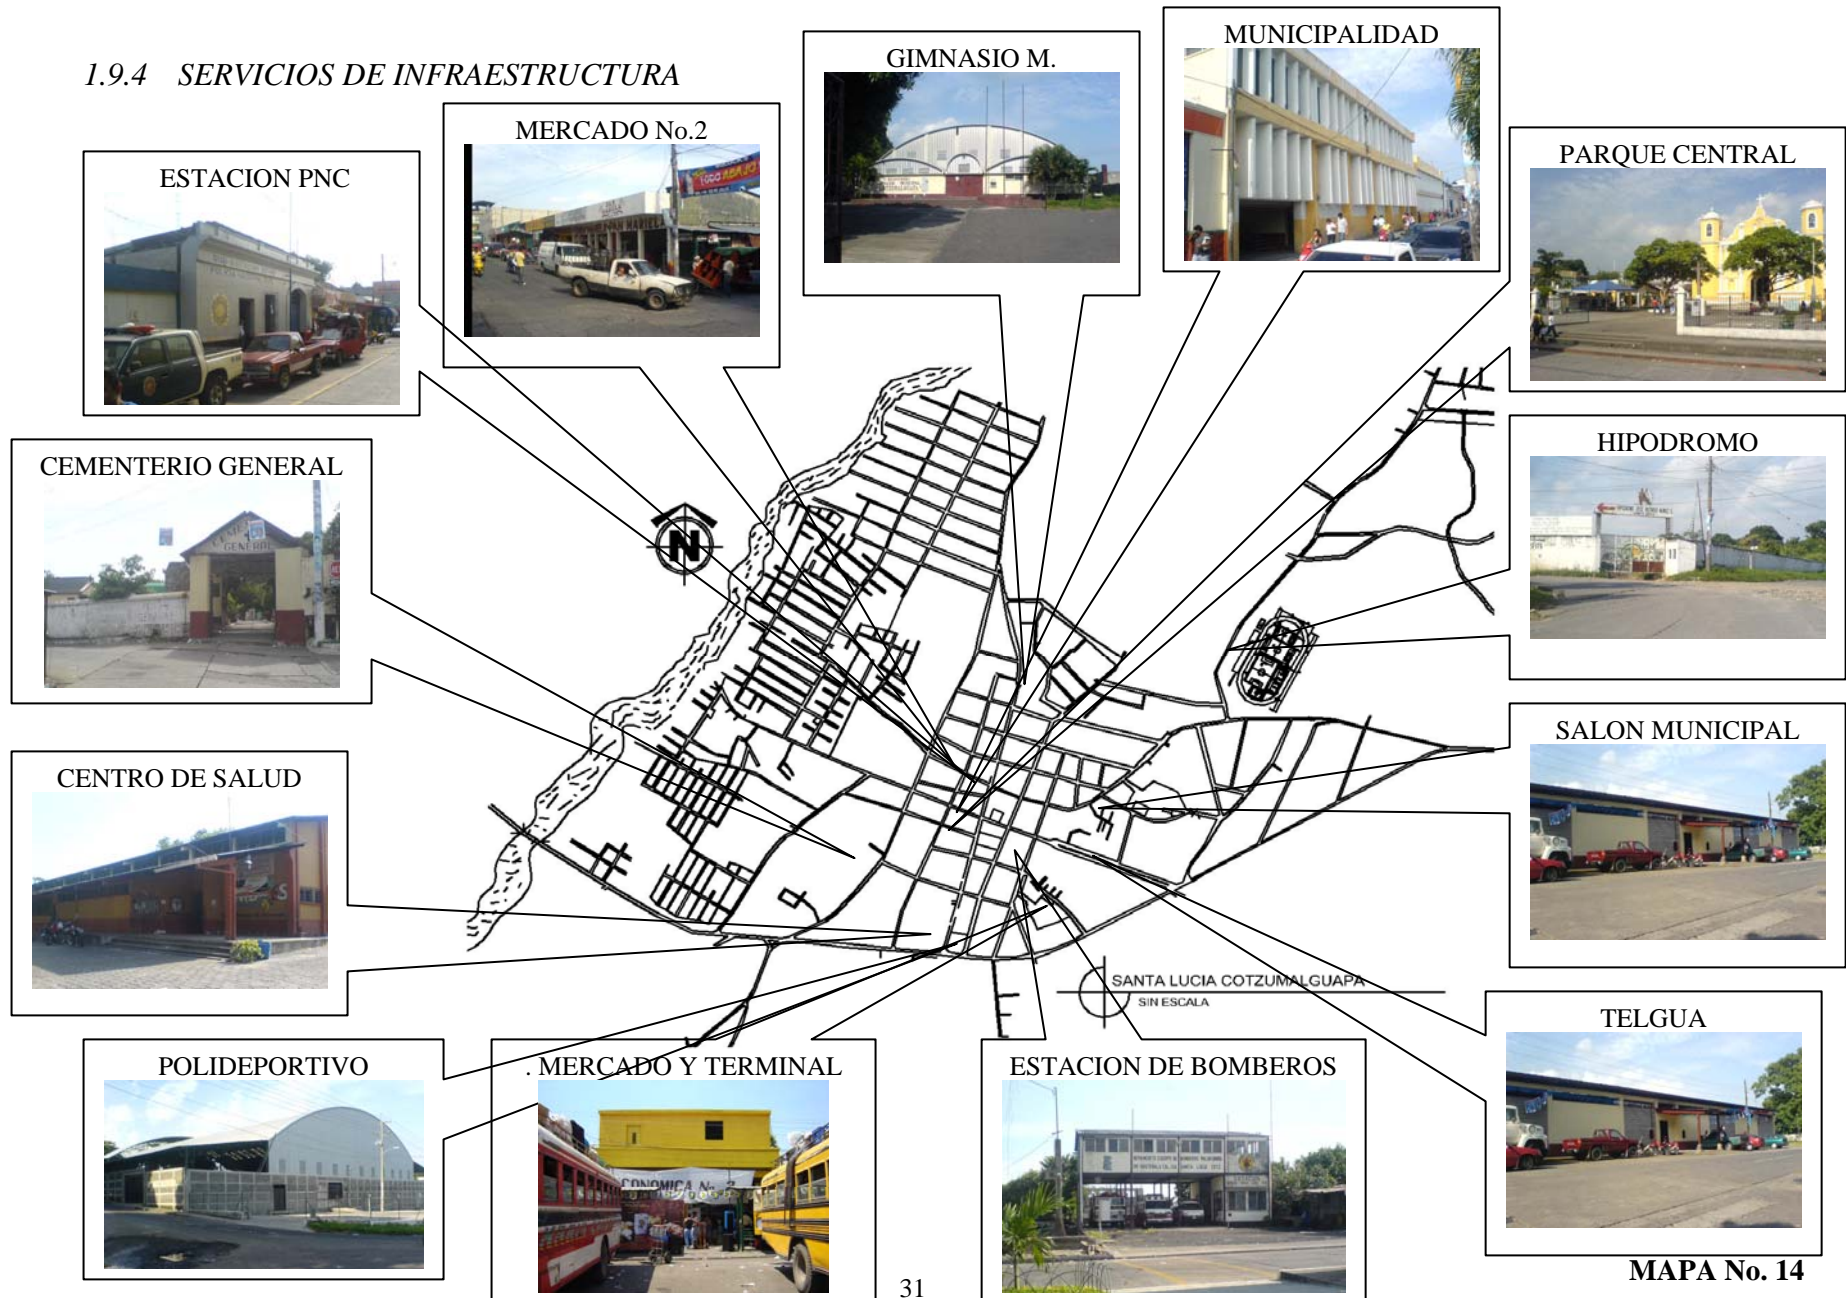 1.9.4 SERVICIOS DE INFRAESTRUCTURA
MUNICIPALIDAD
GIMNASIO M.
MERCADO No.2
PARQUE CENTRAL
ESTACION PNC
HIPODROMO
CEMENTERIO GENERAL
GENERAL
N
SALON MUNICIPAL
CENTRO DE SALUD
SANTA LUCIA COTZUMALGUAPA
SIN ESCALA
TELGUA
POLIDEPORTIVO
. MERCADO Y TERMINAL
ESTACION DE BOMBEROS
MAPA No. 14
31